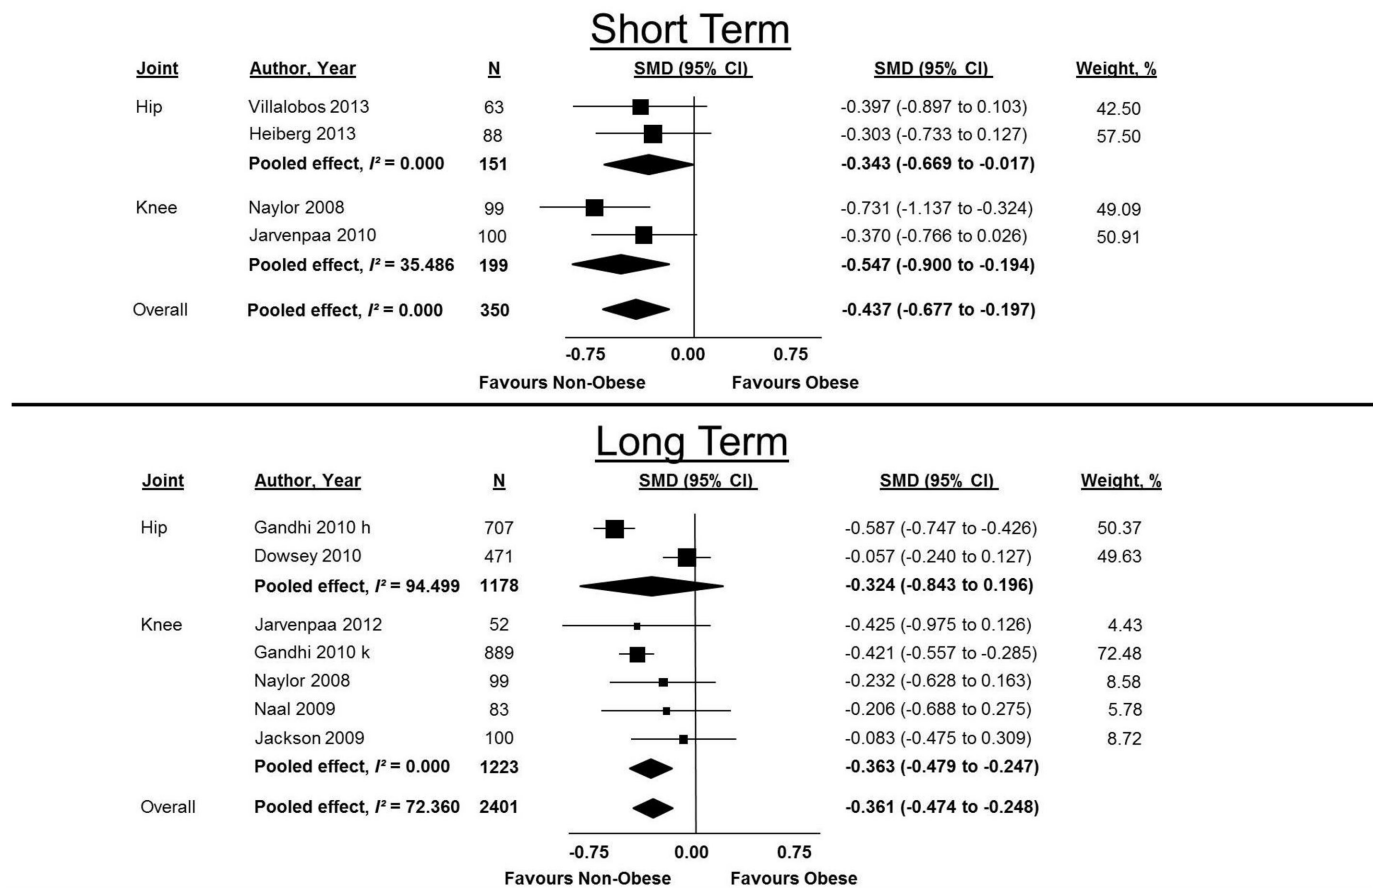 Short Term
Joint Author, Year N SMD (95% CI) SMD (95% CI) Weight, %
Hip Villalobos 2013 63 -0.397 (-0.897 to 0.103) 42.50
Heiberg 2013 88 -0.303 (-0.733 to 0.127) 57.50
Pooled effect, I² = 0.000 151 -0.343 (-0.669 to -0.017)
Knee Naylor 2008 99 -0.731 (-1.137 to -0.324) 49.09
Jarvenpaa 2010 100 -0.370 (-0.766 to 0.026) 50.91
Pooled effect, I² = 35.486 199 -0.547 (-0.900 to -0.194)
Overall Pooled effect, I² = 0.000 350 -0.437 (-0.677 to -0.197)
-0.75 0.00 0.75
Favours Non-Obese Favours Obese
Long Term
Joint Author, Year N SMD (95% CI) SMD (95% CI) Weight, %
Hip Gandhi 2010 h 707 -0.587 (-0.747 to -0.426) 50.37
Dowsey 2010 471 -0.057 (-0.240 to 0.127) 49.63
Pooled effect, I² = 94.499 1178 -0.324 (-0.843 to 0.196)
Knee Jarvenpaa 2012 52 -0.425 (-0.975 to 0.126) 4.43
Gandhi 2010 k 889 -0.421 (-0.557 to -0.285) 72.48
Naylor 2008 99 -0.232 (-0.628 to 0.163) 8.58
Naal 2009 83 -0.206 (-0.688 to 0.275) 5.78
Jackson 2009 100 -0.083 (-0.475 to 0.309) 8.72
Pooled effect, I² = 0.000 1223 -0.363 (-0.479 to -0.247)
Overall Pooled effect, I² = 72.360 2401 -0.361 (-0.474 to -0.248)
-0.75 0.00 0.75
Favours Non-Obese Favours Obese